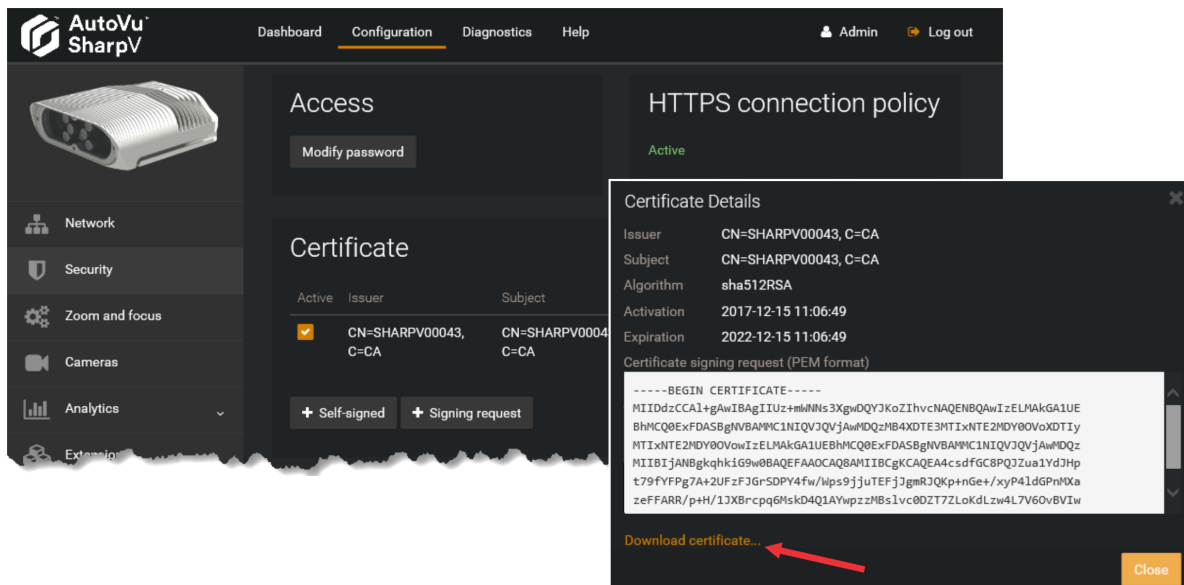 AutoVu™
SharpV
Dashboard
Configuration
Diagnostics
Help
Admin
Log out
Network
Security
Zoom and focus
Cameras
Analytics
Access
Modify password
HTTPS connection policy
Active
Certificate
Active Issuer Subject
CN=SHARPV00043, CN=SHARPV0004
C=CA C=CA
+ Self-signed + Signing request
Certificate Details
Issuer CN=SHARPV00043, C=CA
Subject CN=SHARPV00043, C=CA
Algorithm sha512RSA
Activation 2017-12-15 11:06:49
Expiration 2022-12-15 11:06:49
Certificate signing request (PEM format)
-----BEGIN CERTIFICATE-----
MIIDdzCCAl+gAwIBAgIIUz+mWNNs3XgwDQYJKoZIhvcNAQENBQAwIzELMAkGA1UE
BhMCQ0ExFDASBgNVBAMMC1NIQVJQVjAwMDQzMB4XDTE3MTIxNTE2MDY0OVoXDTIy
MTIxNTE2MDY0OVowIzELMAkGA1UEBhMCQ0ExFDASBgNVBAMMC1NIQVJQVjAwMDQz
MIIBIjANBgkqhkiG9w0BAQEFAAOCAQ8AMIIBCgKCAQEA4csdfGC8PQJZua1YdJHp
t79fYFPg7A+2UFzFJGrSDPY4fw/Wps9jjuTEFjJgmRJQKp+nGe+/xyP4ldGPnMXa
zeFFARR/p+H/1JXBrcpq6MskD4Q1AYwpzzMBslvc0DZT7ZLoKdLzw4L7V6OvBVIw
Download certificate...
Close